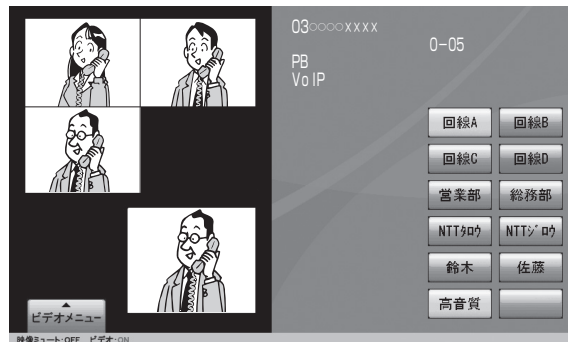 03○○○○××××
0-05
PB
VoIP
回線A 回線B
回線C 回線D
営業部 総務部
NTTﾀﾛｳ NTTｼﾞﾛｳ
鈴木 佐藤
高音質
ビデオメニュー
映像ミュート:OFF ビデオ:ON